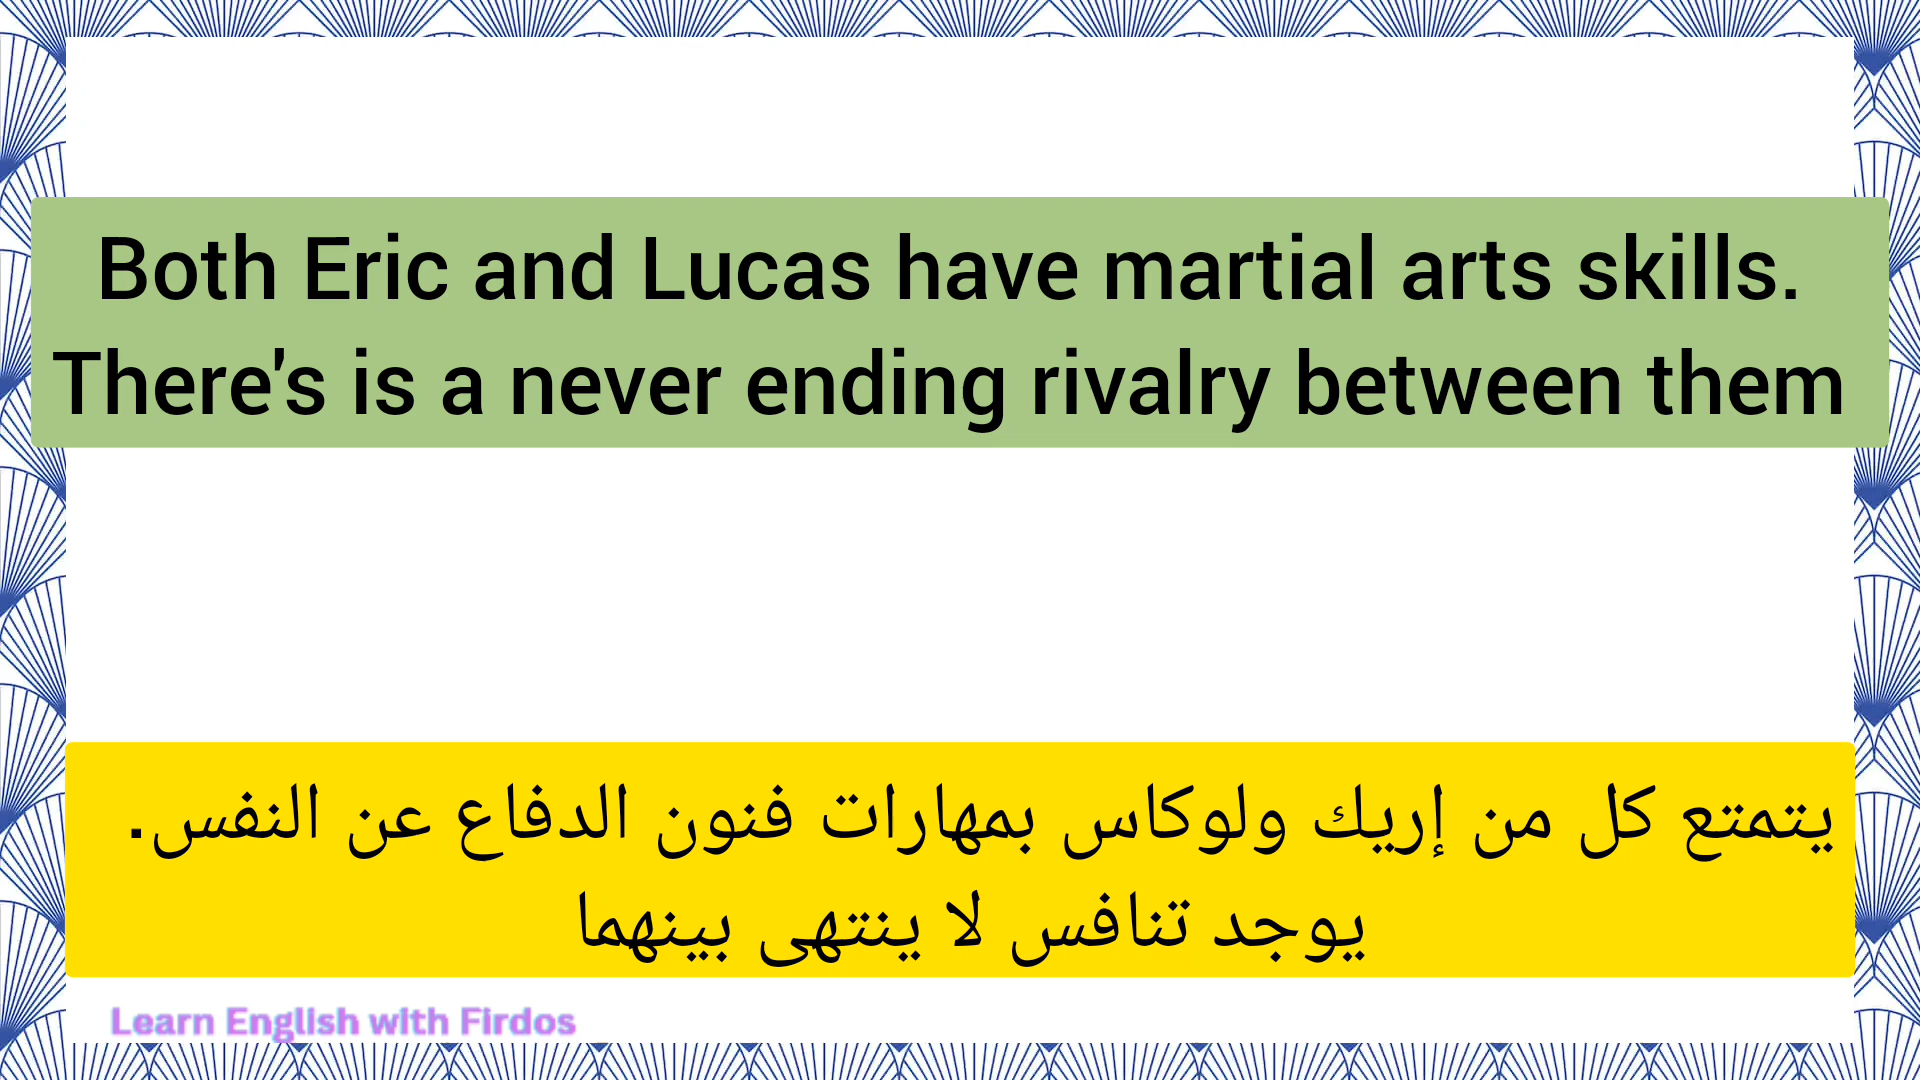 Both Eric and Lucas have martial arts skills.
There's is a never ending rivalry between them
يتمتع كل من إريك ولوكاس بمهارات فنون الدفاع عن النفس.
يوجد تنافس لا ينتهى بينهما
Learn English with Firdos